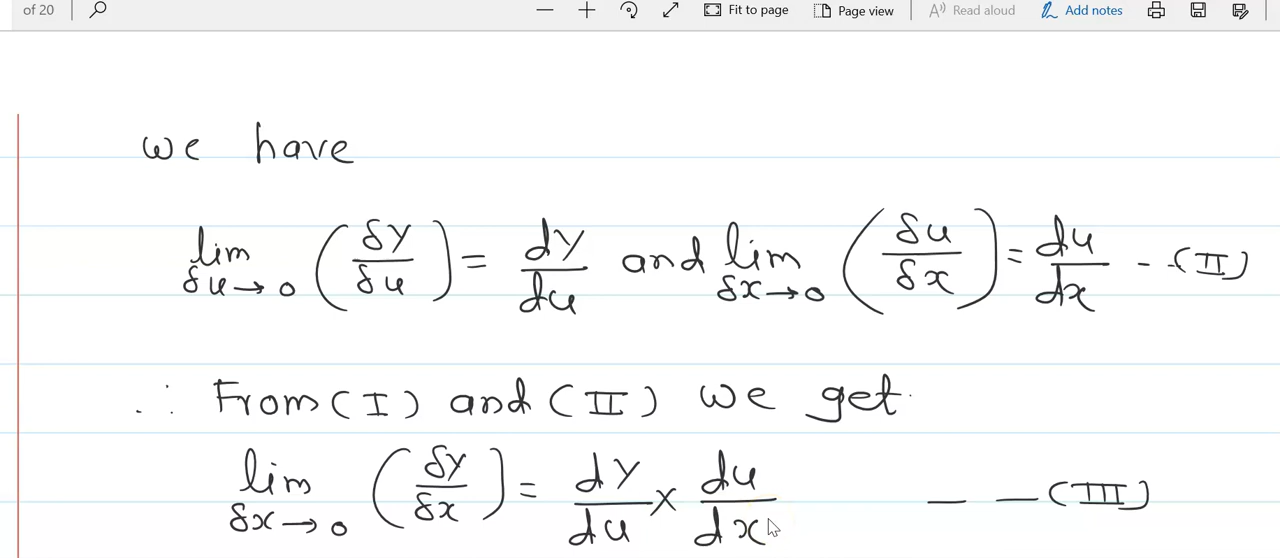 of 20 Fit to page Page view Read aloud Add notes
we have
lim δu→0 (δy/δu) = dy/du and lim δx→0 (δu/δx) = du/dx - -(II)
∴ From (I) and (II) we get.
lim δx→0 (δy/δx) = dy/du × du/dx — —(III)